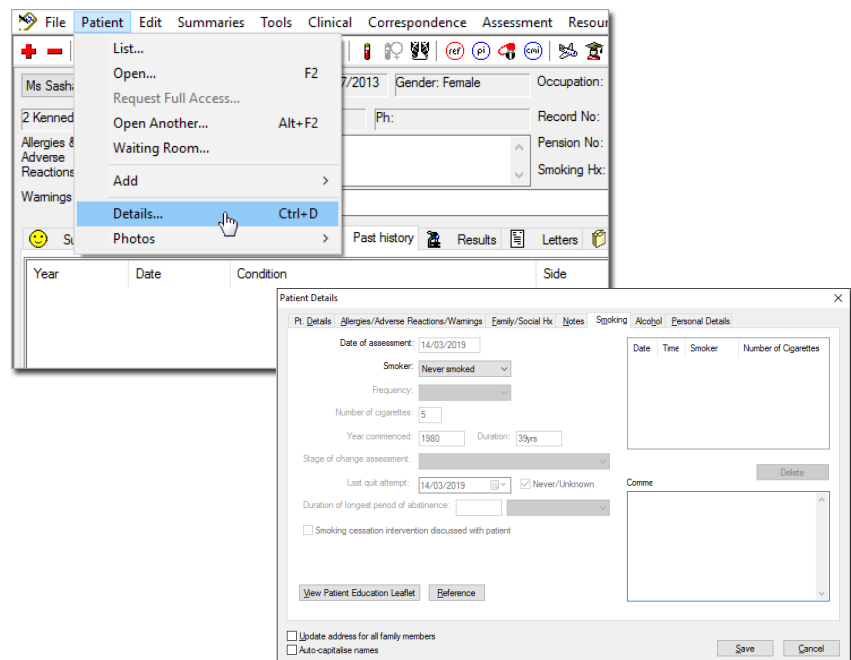 File Patient Edit Summaries Tools Clinical Correspondence Assessment
List...
Open... F2
Request Full Access...
Open Another... Alt+F2
Waiting Room...
Add
Details... Ctrl+D
Photos
ref pi cmi
Ms
7/2013 Gender: Female Occupation:
Ph: Record No:
Allergies &
Adverse
Reactions
Pension No:
Smoking Hx:
Warnings
Past history Results Letters
Year Date Condition Side
Patient Details
Pt. Details Allergies/Adverse Reactions/Warnings Family/Social Hx Notes Smoking Alcohol Personal Details
Date of assessment: 14/03/2019
Smoker: Never smoked
Frequency:
Number of cigarettes: 5
Year commenced: 1980 Duration: 39yrs
Stage of change assessment:
Last quit attempt: 14/03/2019 Never/Unknown
Duration of longest period of abstinence:
Smoking cessation intervention discussed with patient
View Patient Education Leaflet Reference
Date Time Smoker Number of Cigarettes
Delete
Comme
Update address for all family members
Auto-capitalise names
Save Cancel